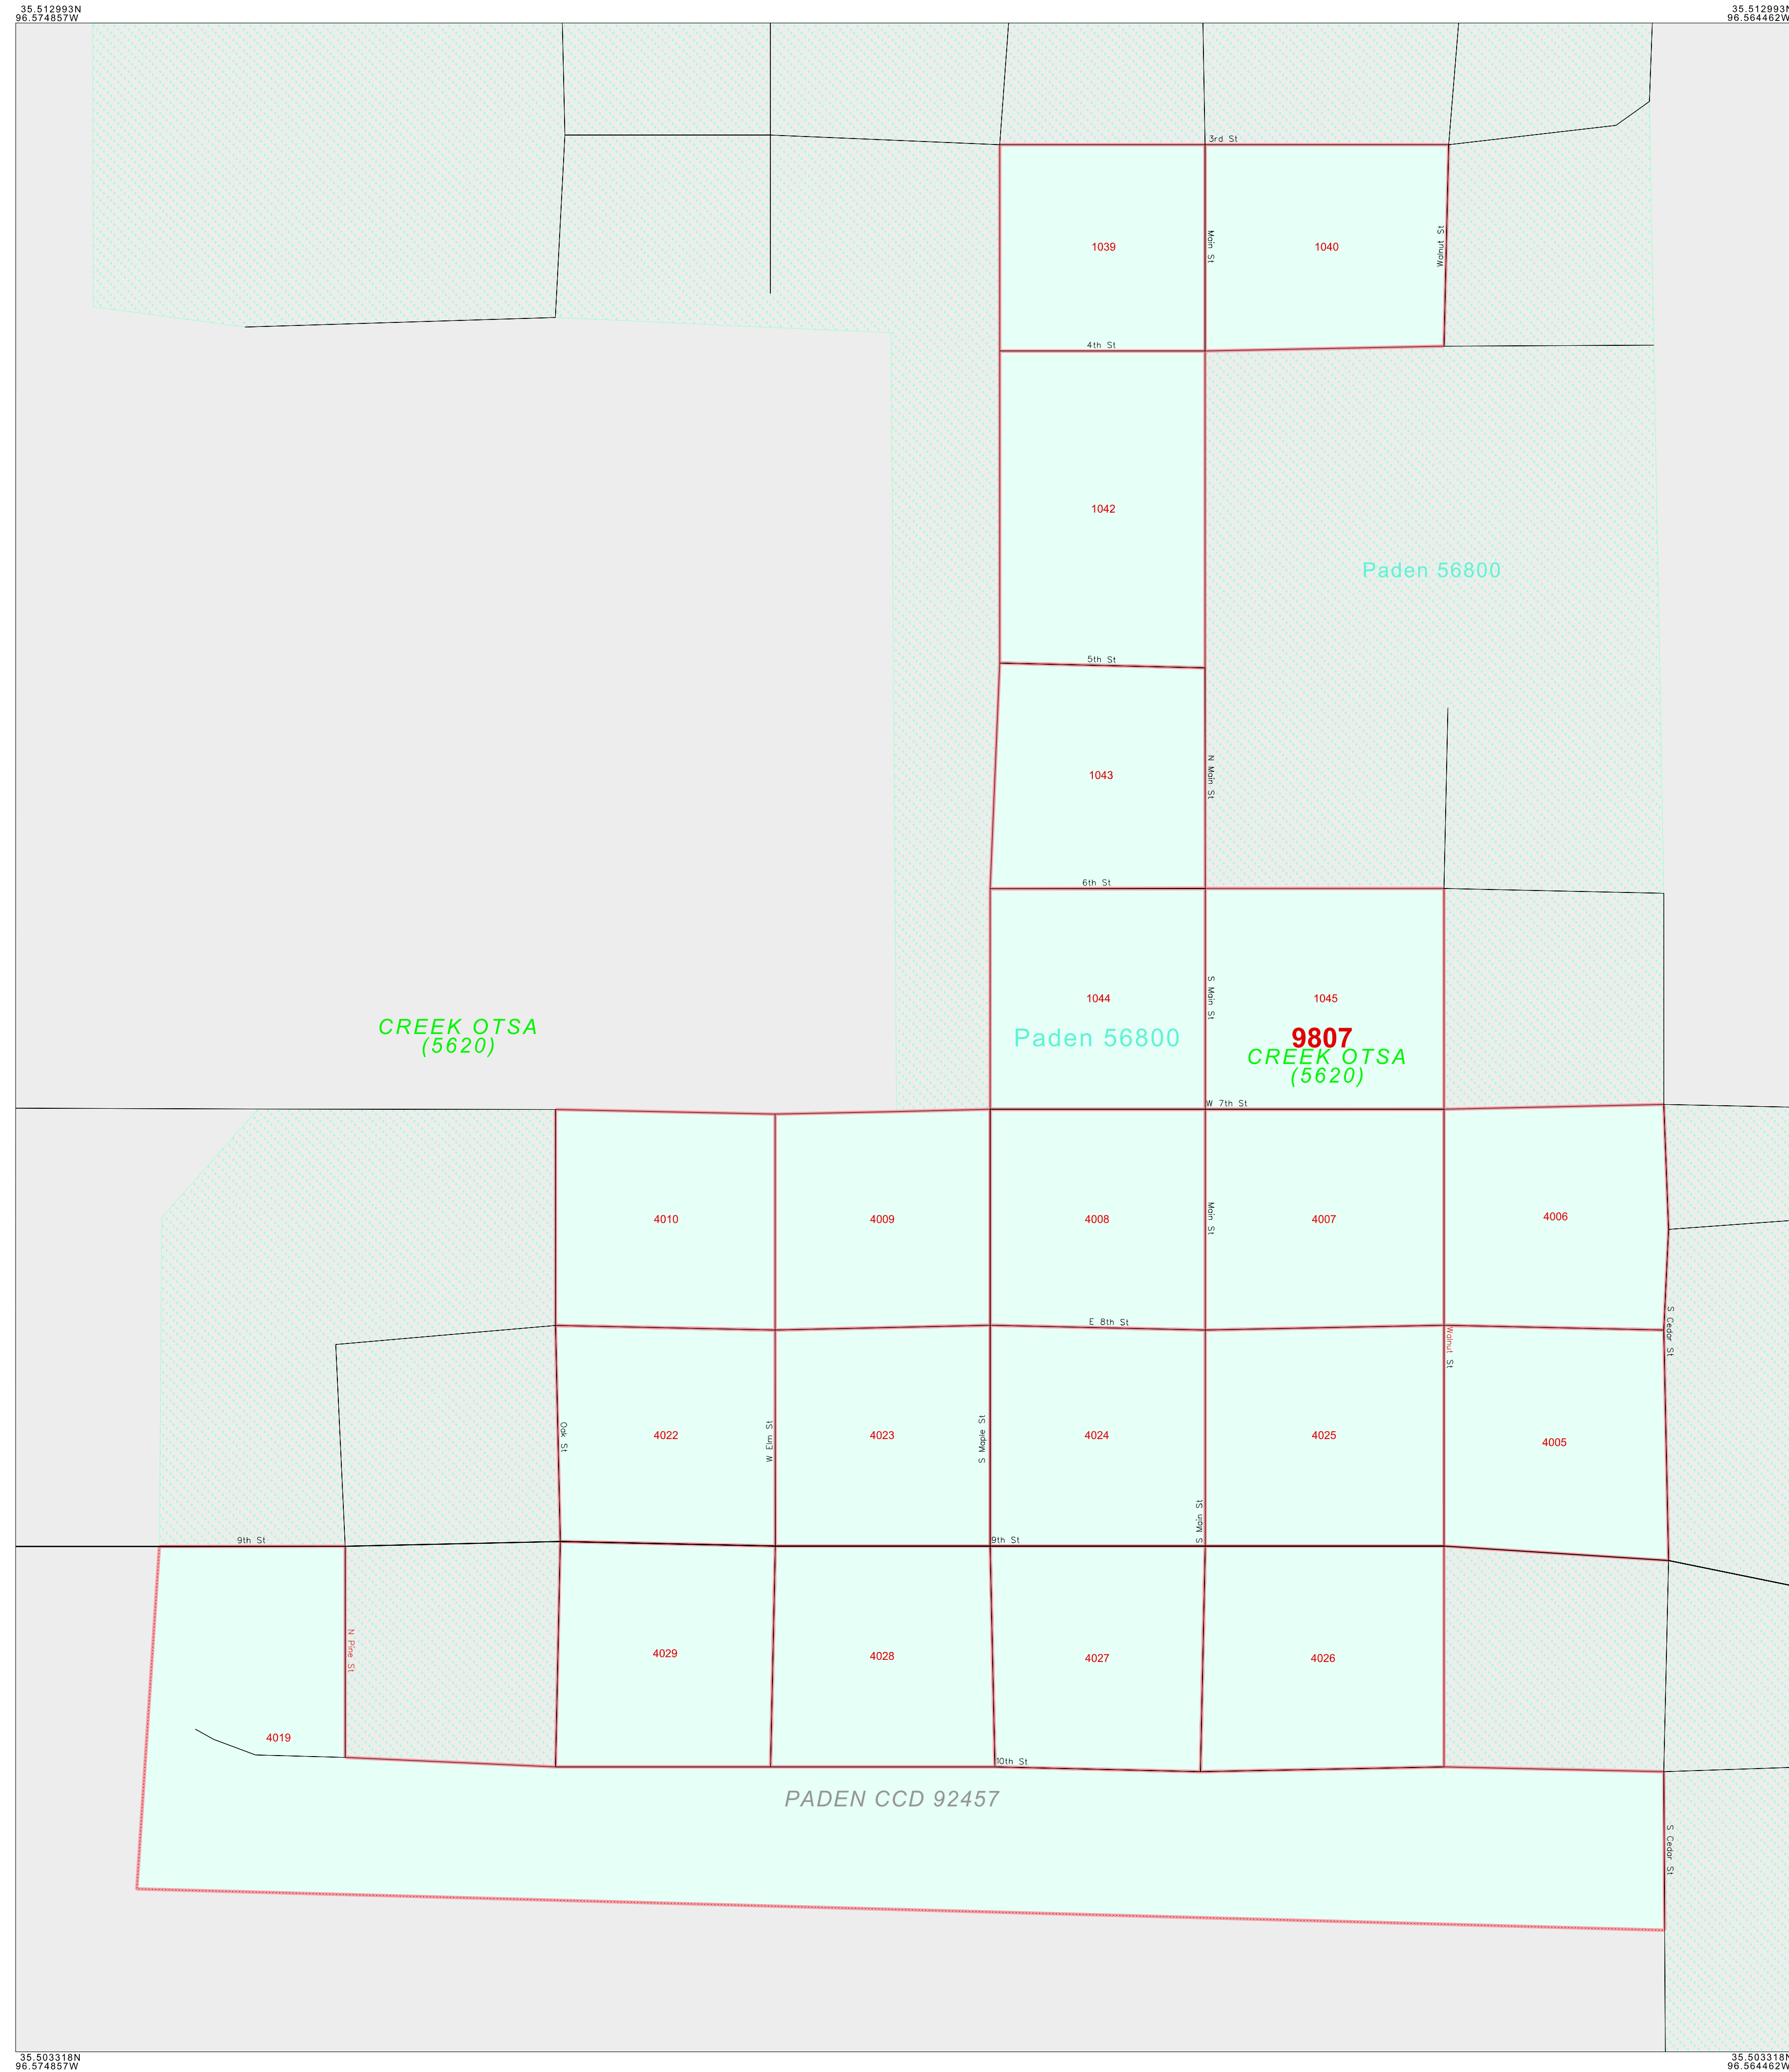 35.512993N
96.574857W
35.512993N
96.564462W
3rd St
1039
Main St
1040
Walnut St
4th St
1042
Paden 56800
5th St
1043
N Main St
6th St
1044
S Main St
1045
Paden 56800
9807
CREEK OTSA
(5620)
CREEK OTSA
(5620)
W 7th St
4010
4009
4008
Main St
4007
4006
E 8th St
S Cedar St
Walnut St
Oak St
4022
W Elm St
4023
S Maple St
4024
4025
4005
S Main St
9th St
9th St
N Pine St
4029
4028
4027
4026
4019
10th St
PADEN CCD 92457
S Cedar St
35.503318N
96.574857W
35.503318N
96.564462W